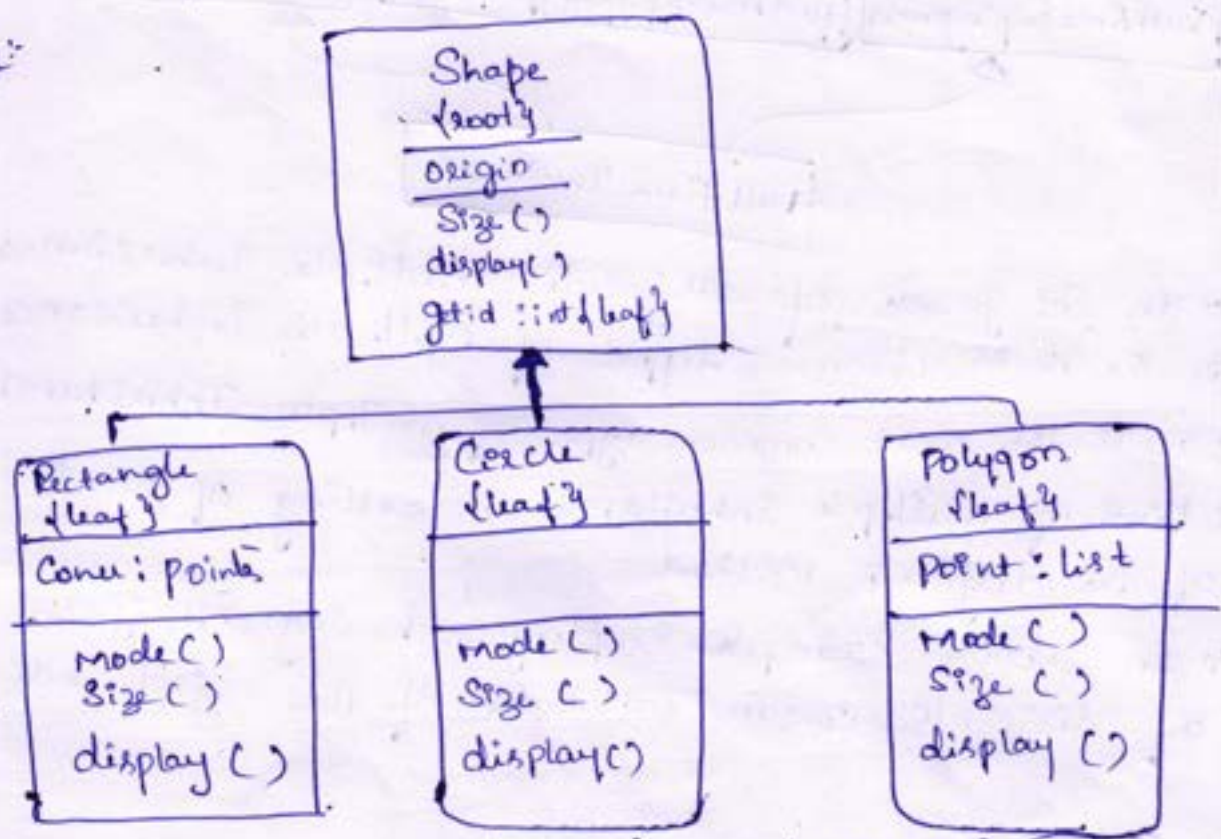 Shape
{root}
origin
Size ( )
display( )
getid : int {leaf}
Rectangle
{leaf}
: points
mode ( )
Size ( )
display ( )
Circle
{leaf}
mode ( )
Size ( )
display( )
Polygon
{leaf}
point : list
mode ( )
Size ( )
display ( )